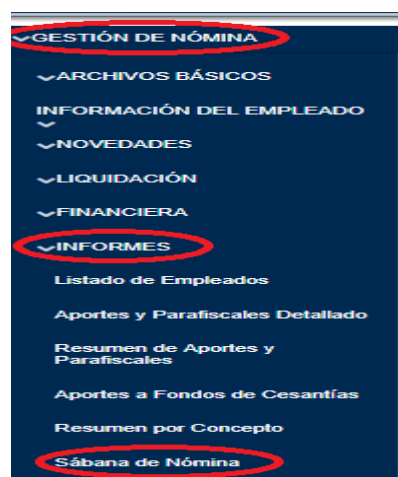 GESTIÓN DE NÓMINA
ARCHIVOS BÁSICOS
INFORMACIÓN DEL EMPLEADO
NOVEDADES
LIQUIDACIÓN
FINANCIERA
INFORMES
Listado de Empleados
Aportes y Parafiscales Detallado
Resumen de Aportes y
Parafiscales
Aportes a Fondos de Cesantías
Resumen por Concepto
Sábana de Nómina